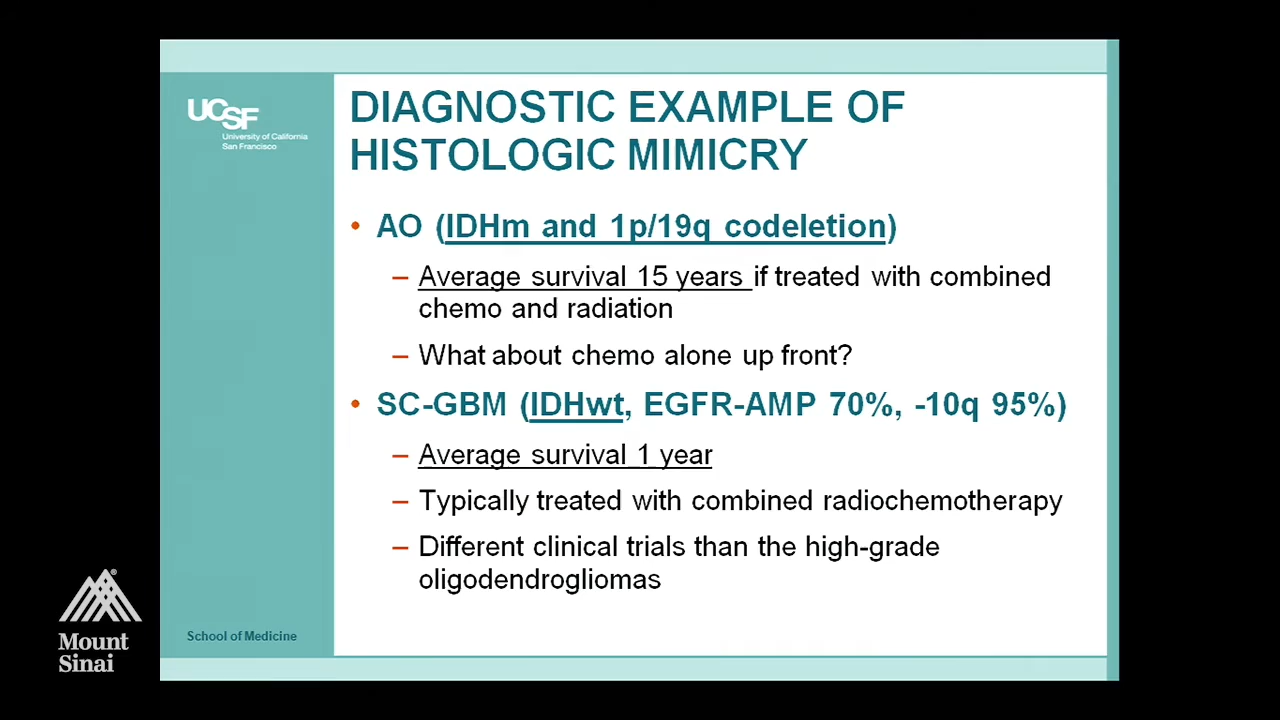 UCSF
University of California
San Francisco
DIAGNOSTIC EXAMPLE OF
HISTOLOGIC MIMICRY
• AO (IDHm and 1p/19q codeletion)
– Average survival 15 years if treated with combined
chemo and radiation
– What about chemo alone up front?
• SC-GBM (IDHwt, EGFR-AMP 70%, -10q 95%)
– Average survival 1 year
– Typically treated with combined radiochemotherapy
– Different clinical trials than the high-grade
oligodendrogliomas
School of Medicine
Mount
Sinai